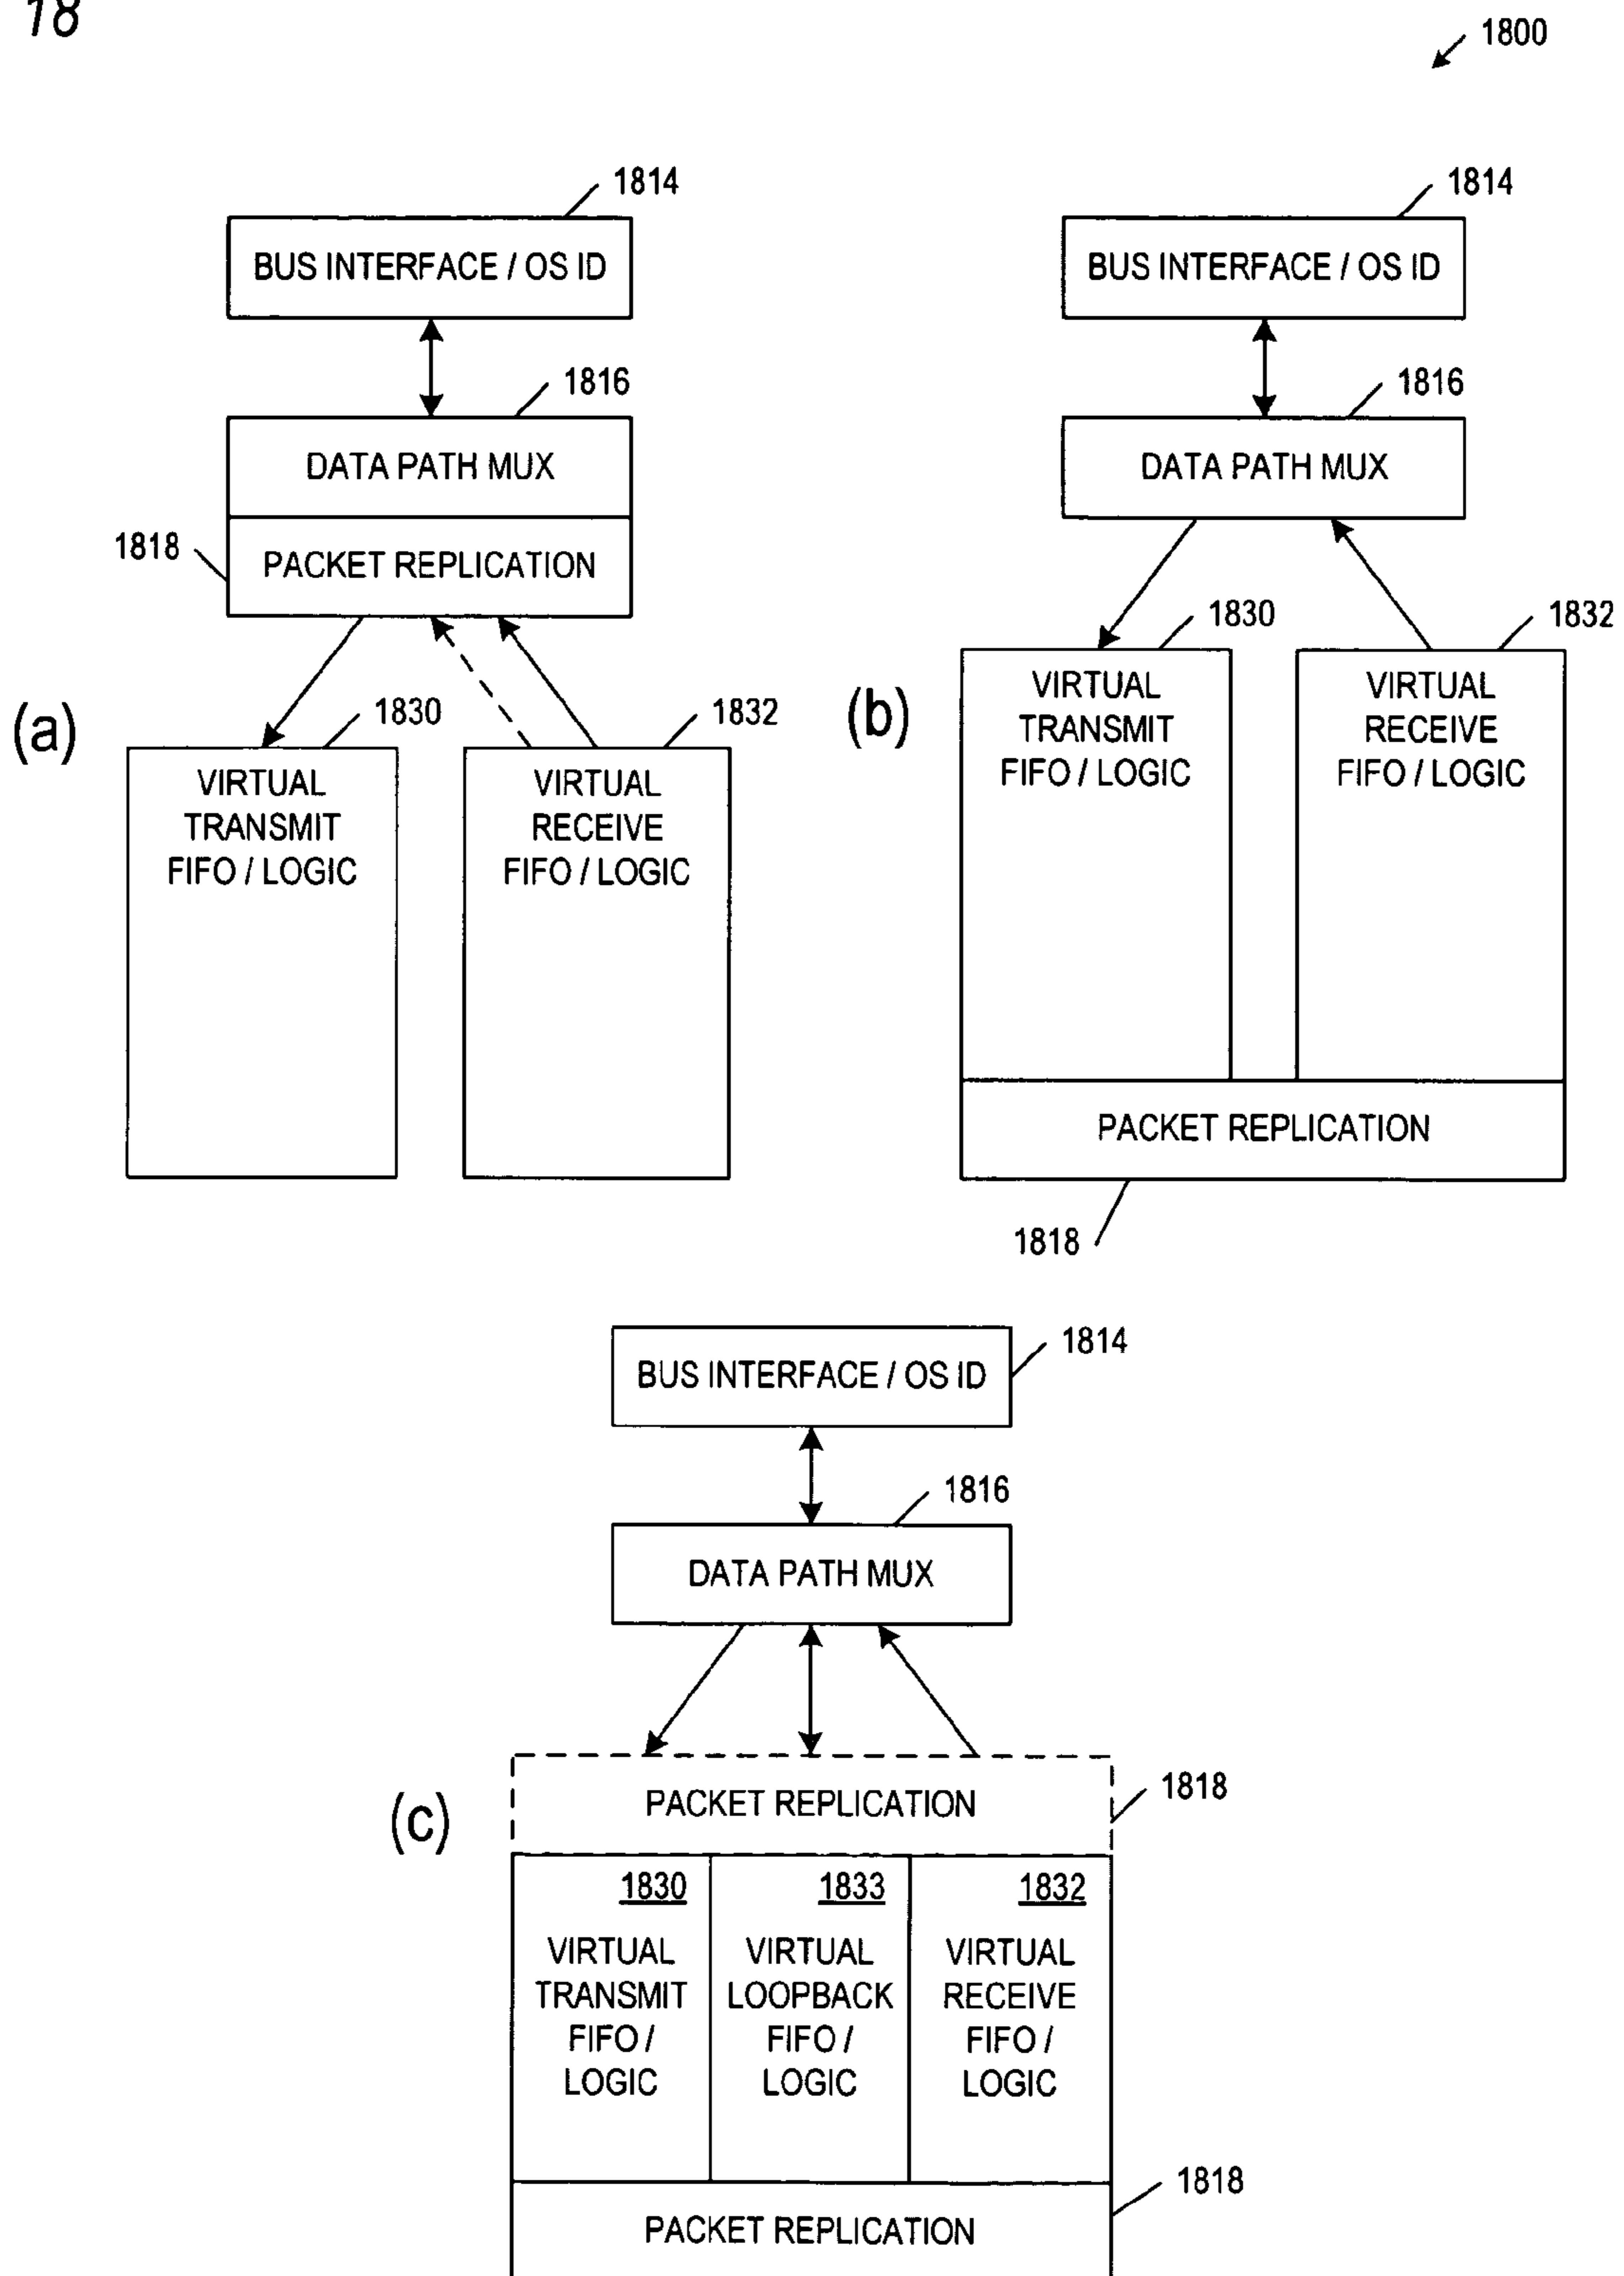 18
1800
1814
BUS INTERFACE / OS ID
1816
DATA PATH MUX
1818
PACKET REPLICATION
(a)
1830
VIRTUAL
TRANSMIT
FIFO / LOGIC
1832
VIRTUAL
RECEIVE
FIFO / LOGIC
1814
BUS INTERFACE / OS ID
1816
DATA PATH MUX
(b)
1830
VIRTUAL
TRANSMIT
FIFO / LOGIC
1832
VIRTUAL
RECEIVE
FIFO / LOGIC
PACKET REPLICATION
1818
1814
BUS INTERFACE / OS ID
1816
DATA PATH MUX
(c)
PACKET REPLICATION
1818
1830
VIRTUAL
TRANSMIT
FIFO /
LOGIC
1833
VIRTUAL
LOOPBACK
FIFO /
LOGIC
1832
VIRTUAL
RECEIVE
FIFO /
LOGIC
1818
PACKET REPLICATION